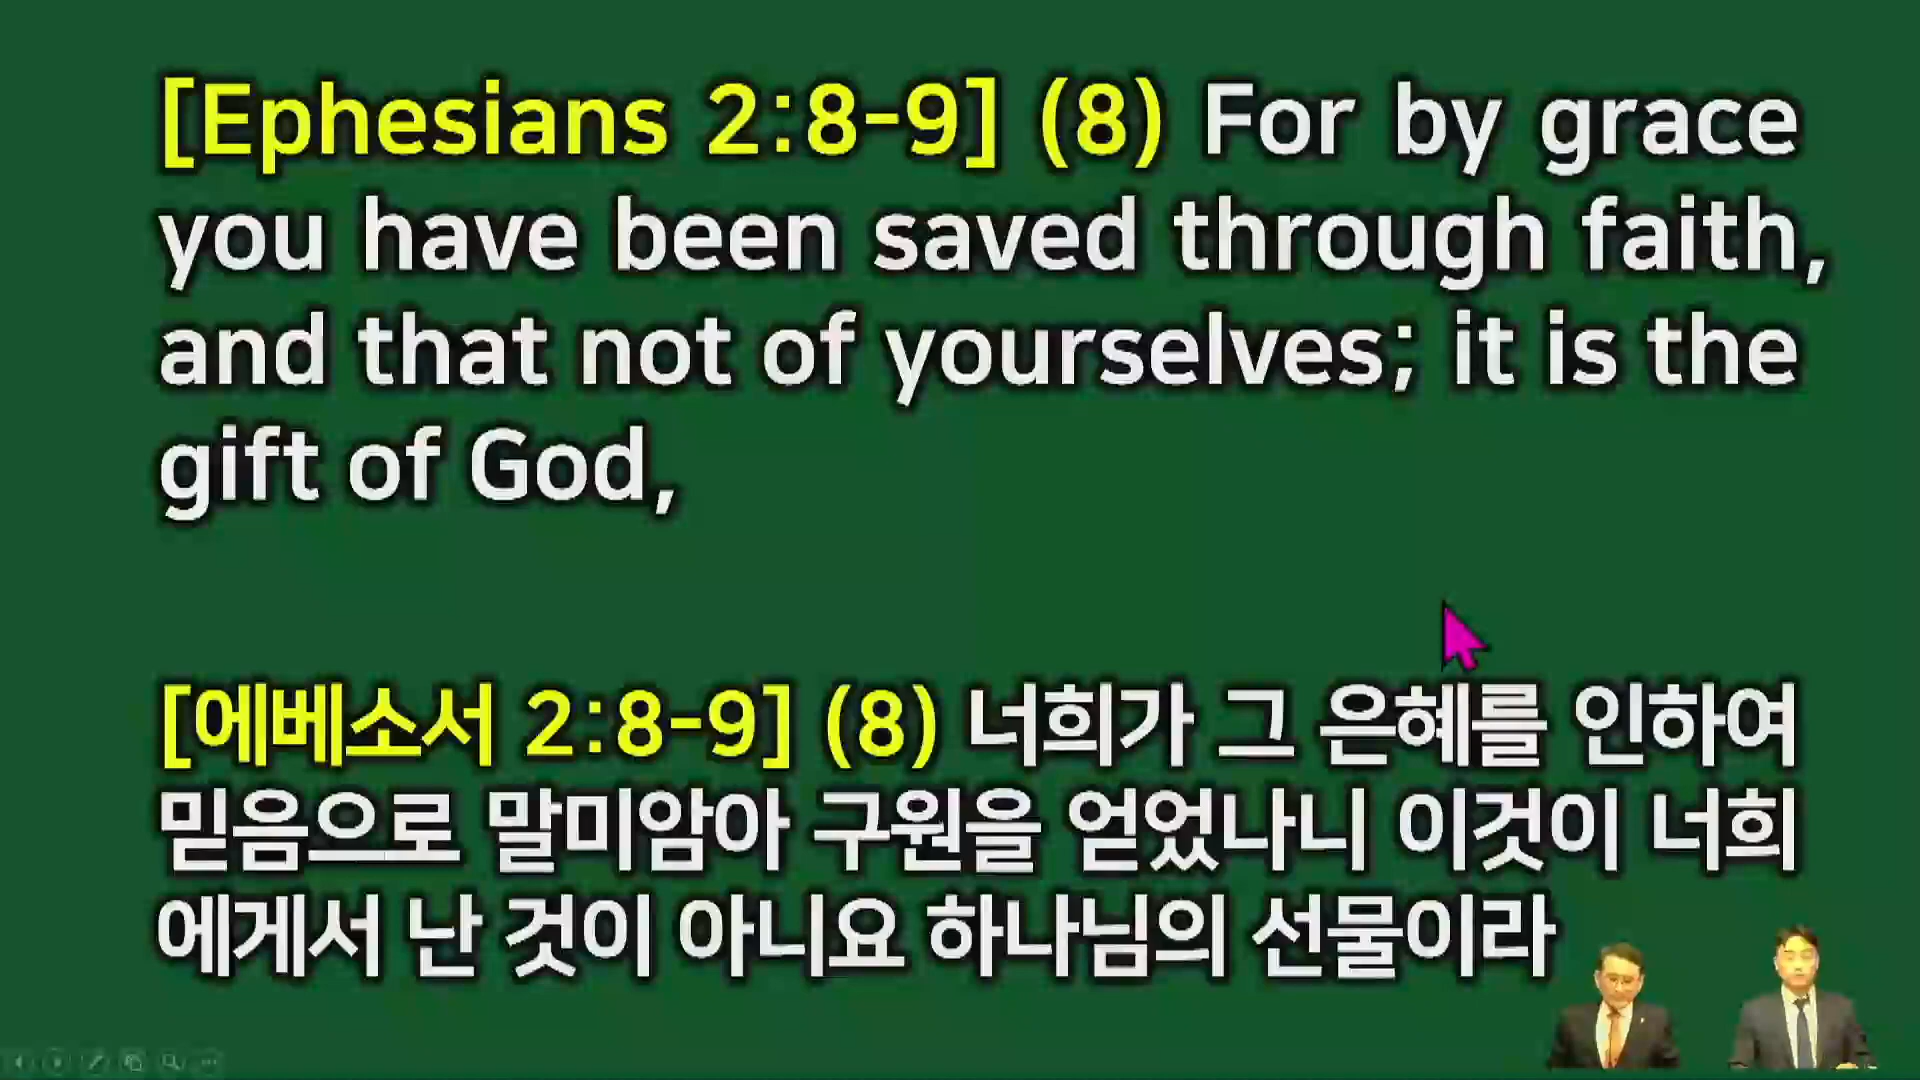 [Ephesians 2:8-9] (8) For by grace
you have been saved through faith,
and that not of yourselves; it is the
gift of God,
[에베소서 2:8-9] (8) 너희가 그 은혜를 인하여
믿음으로 말미암아 구원을 얻었나니 이것이 너희
에게서 난 것이 아니요 하나님의 선물이라